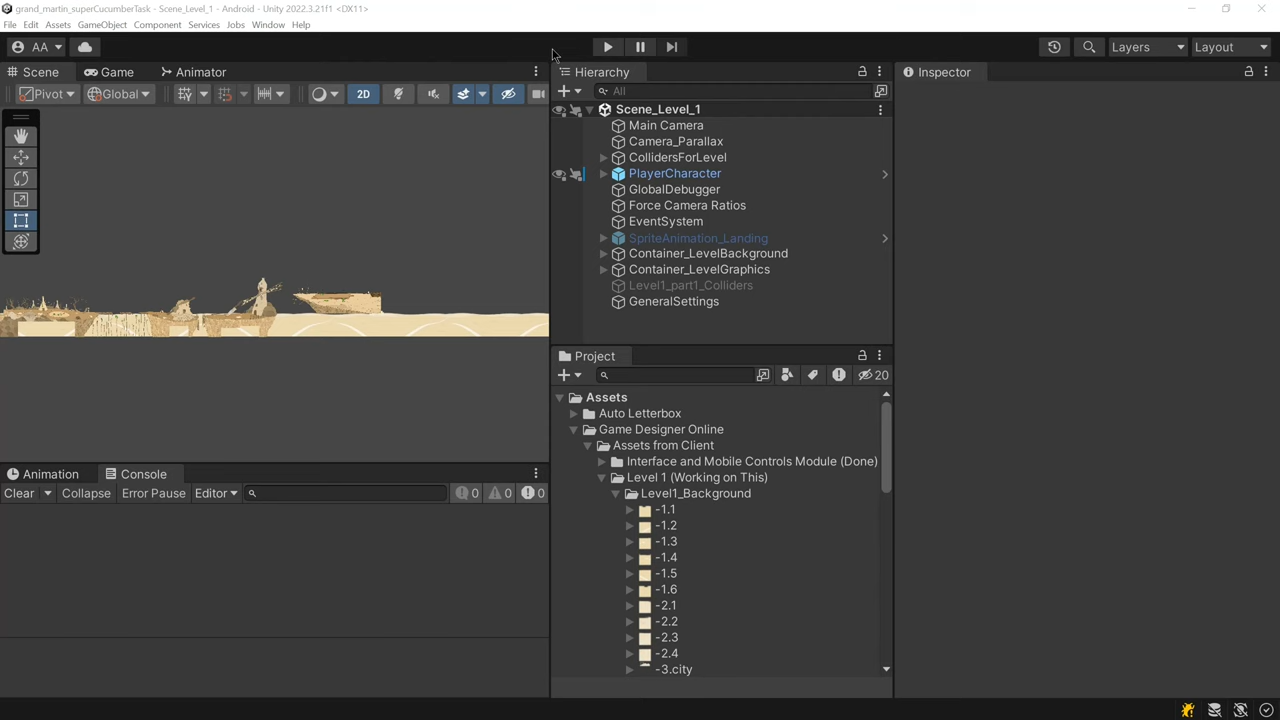 grand_martin_superCucumberTask - Scene_Level_1 - Android - Unity 2022.3.21f1 <DX11>
File Edit Assets GameObject Component Services Jobs Window Help
AA Layers Layout
Scene Game Animator
Pivot Global 2D
Hierarchy
All
Scene_Level_1
Main Camera
Camera_Parallax
CollidersForLevel
PlayerCharacter
GlobalDebugger
Force Camera Ratios
EventSystem
SpriteAnimation_Landing
Container_LevelBackground
Container_LevelGraphics
Level1_part1_Colliders
GeneralSettings
Project
20
Assets
Auto Letterbox
Game Designer Online
Assets from Client
Interface and Mobile Controls Module (Done)
Level 1 (Working on This)
Level1_Background
-1.1
-1.2
-1.3
-1.4
-1.5
-1.6
-2.1
-2.2
-2.3
-2.4
-3.city
Inspector
Animation Console
Clear Collapse Error Pause Editor 0 0 0